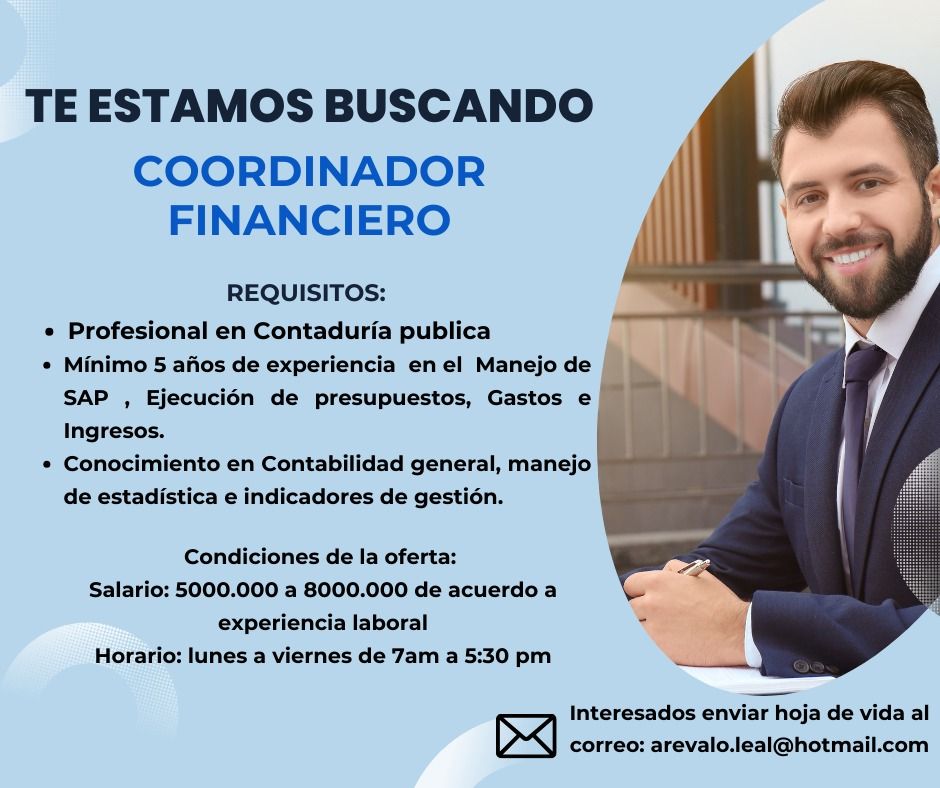 TE ESTAMOS BUSCANDO
COORDINADOR
FINANCIERO
REQUISITOS:
• Profesional en Contaduría publica
• Mínimo 5 años de experiencia en el Manejo de
SAP , Ejecución de presupuestos, Gastos e
Ingresos.
• Conocimiento en Contabilidad general, manejo
de estadística e indicadores de gestión.
Condiciones de la oferta:
Salario: 5000.000 a 8000.000 de acuerdo a
experiencia laboral
Horario: lunes a viernes de 7am a 5:30 pm
Interesados enviar hoja de vida al
correo: arevalo.leal@hotmail.com